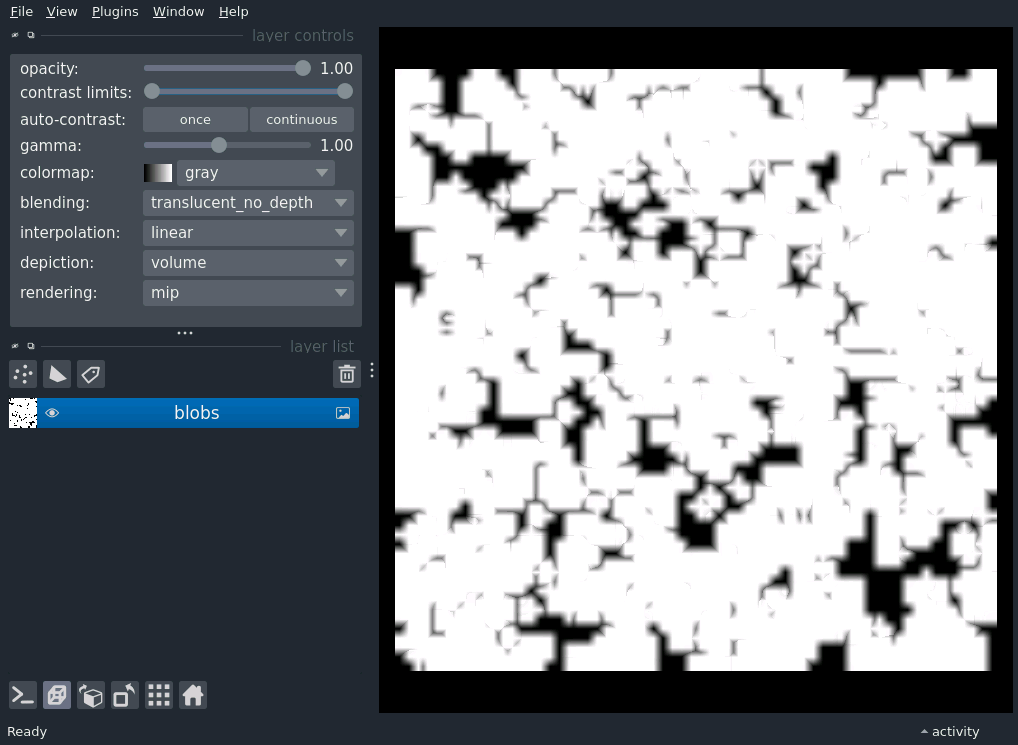 File View Plugins Window Help
layer controls
opacity: 1.00
contrast limits:
auto-contrast: once continuous
gamma: 1.00
colormap: gray
blending: translucent_no_depth
interpolation: linear
depiction: volume
rendering: mip
layer list
blobs
Ready activity